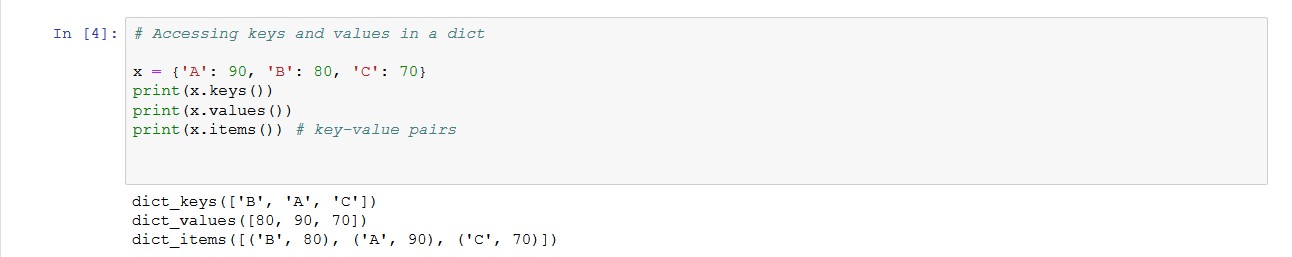 In [4]: # Accessing keys and values in a dict
x = {'A': 90, 'B': 80, 'C': 70}
print(x.keys())
print(x.values())
print(x.items()) # key-value pairs
dict_keys(['B', 'A', 'C'])
dict_values([80, 90, 70])
dict_items([('B', 80), ('A', 90), ('C', 70)])